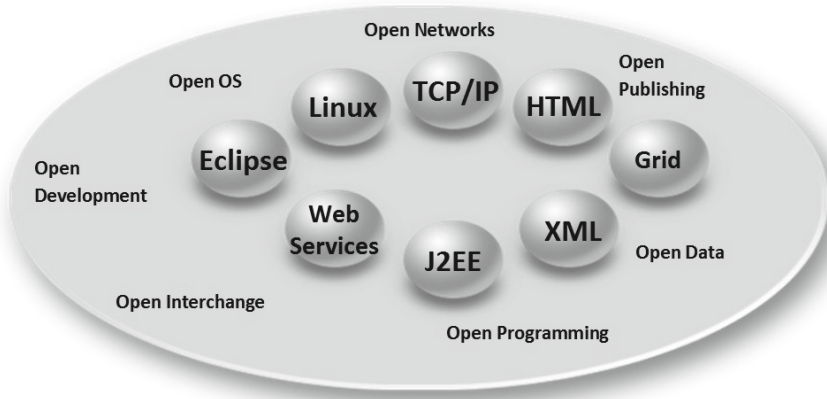 Open Networks
Open OS
Open
Publishing
Linux
TCP/IP
HTML
Eclipse
Grid
Open
Development
Web
Services
J2EE
XML
Open Data
Open Interchange
Open Programming